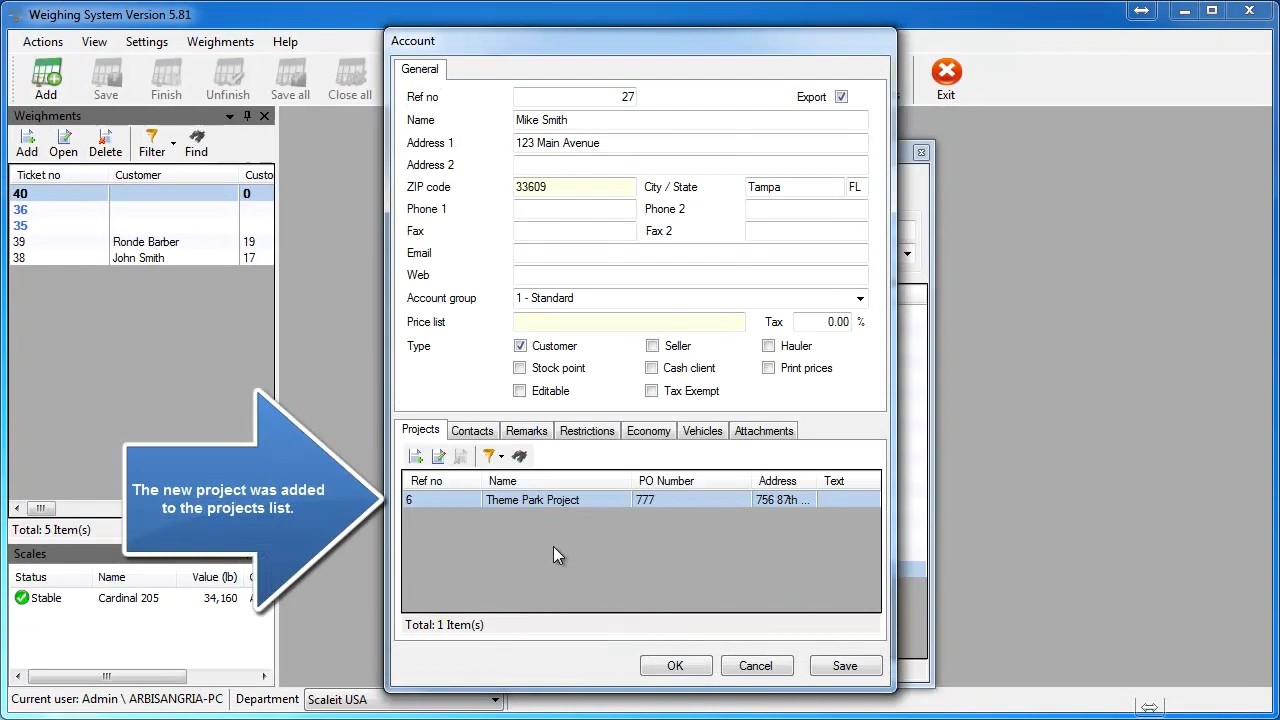 Weighing System Version 5.81
Actions View Settings Weighments Help
Add Save Finish Unfinish Save all Close all
Exit
Weighments
Add Open Delete Filter Find
Ticket no Customer Custo
40 0
36
35
39 Ronde Barber 19
38 John Smith 17
Total: 5 Item(s)
Scales
Status Name Value (lb)
Stable Cardinal 205 34,160
Current user: Admin \ ARBISANGRIA-PC Department Scaleit USA
The new project was added
to the projects list.
Account
General
Ref no 27 Export
Name Mike Smith
Address 1 123 Main Avenue
Address 2
ZIP code 33609 City / State Tampa FL
Phone 1 Phone 2
Fax Fax 2
Email
Web
Account group 1 - Standard
Price list Tax 0.00 %
Type Customer Seller Hauler
Stock point Cash client Print prices
Editable Tax Exempt
Projects Contacts Remarks Restrictions Economy Vehicles Attachments
Ref no Name PO Number Address Text
6 Theme Park Project 777 756 87th ...
Total: 1 Item(s)
OK Cancel Save